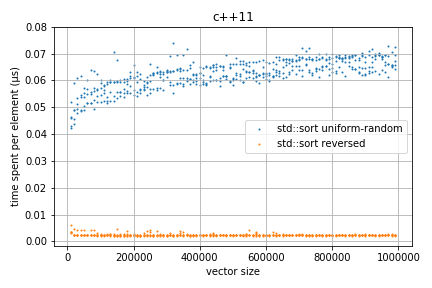 c++11
time spent per element (µs)
0.08
0.07
0.06
0.05
0.04
0.03
0.02
0.01
0.00
std::sort uniform-random
std::sort reversed
0 200000 400000 600000 800000 1000000
vector size